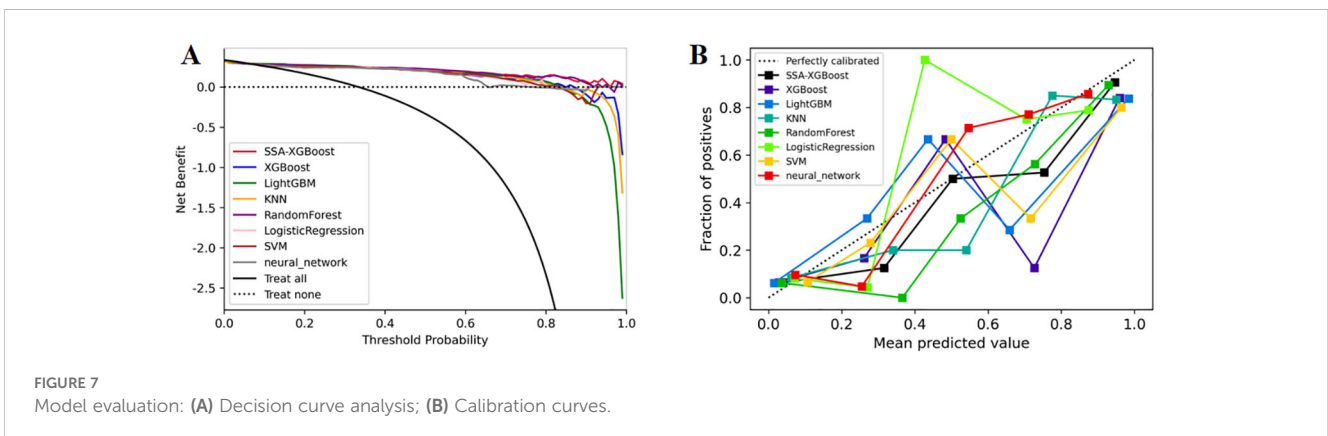 A
Net Benefit
0.0
-0.5
-1.0
-1.5
-2.0
-2.5
SSA-XGBoost
XGBoost
LightGBM
KNN
RandomForest
LogisticRegression
SVM
neural_network
Treat all
Treat none
0.0 0.2 0.4 0.6 0.8 1.0
Threshold Probability
B
Fraction of positives
1.0
0.8
0.6
0.4
0.2
0.0
Perfectly calibrated
SSA-XGBoost
XGBoost
LightGBM
KNN
RandomForest
LogisticRegression
SVM
neural_network
0.0 0.2 0.4 0.6 0.8 1.0
Mean predicted value
FIGURE 7
Model evaluation: (A) Decision curve analysis; (B) Calibration curves.